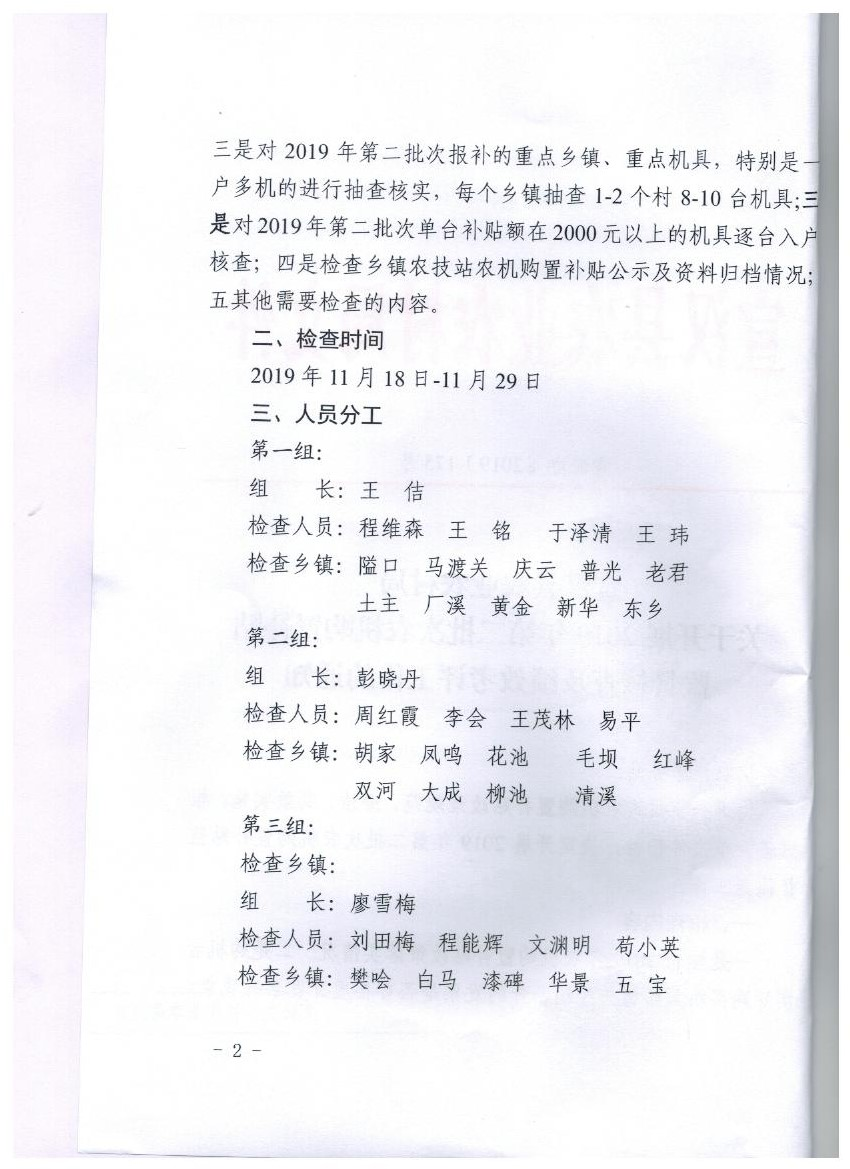 三是对 2019 年第二批次报补的重点乡镇、重点机具，特别是一
户多机的进行抽查核实，每个乡镇抽查 1-2 个村 8-10 台机具;三
是对 2019 年第二批次单台补贴额在 2000 元以上的机具逐台入户
核查；四是检查乡镇农技站农机购置补贴公示及资料归档情况；
五其他需要检查的内容。
二、检查时间
2019 年 11 月 18 日-11 月 29 日
三、人员分工
第一组：
组　　长：王　佶
检查人员：程维森　王　铭　于泽清　王 玮
检查乡镇：隘口　马渡关　庆云　普光　老君
土主　厂溪　黄金　新华　东乡
第二组：
组　　长：彭晓丹
检查人员：周红霞　李会　王茂林　易平
检查乡镇：胡家　凤鸣　花池　毛坝　红峰
双河　大成　柳池　清溪
第三组：
检查乡镇：
组　　长：廖雪梅
检查人员：刘田梅　程能辉　文渊明　苟小英
检查乡镇：樊哙　白马　漆碑　华景　五 宝
- 2 -